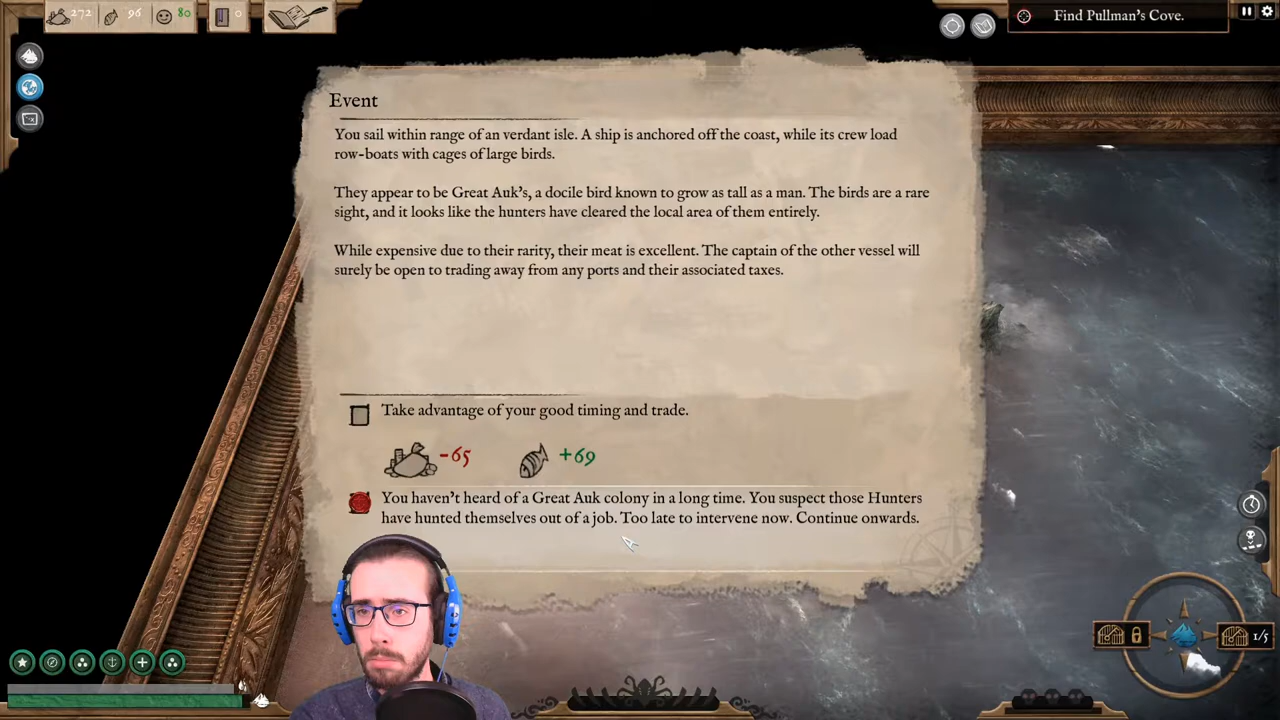 272 96 80 0
Find Pullman's Cove.
Event
You sail within range of an verdant isle. A ship is anchored off the coast, while its crew load
row-boats with cages of large birds.
They appear to be Great Auk's, a docile bird known to grow as tall as a man. The birds are a rare
sight, and it looks like the hunters have cleared the local area of them entirely.
While expensive due to their rarity, their meat is excellent. The captain of the other vessel will
surely be open to trading away from any ports and their associated taxes.
Take advantage of your good timing and trade.
-65 +69
You haven't heard of a Great Auk colony in a long time. You suspect those Hunters
have hunted themselves out of a job. Too late to intervene now. Continue onwards.
1/5